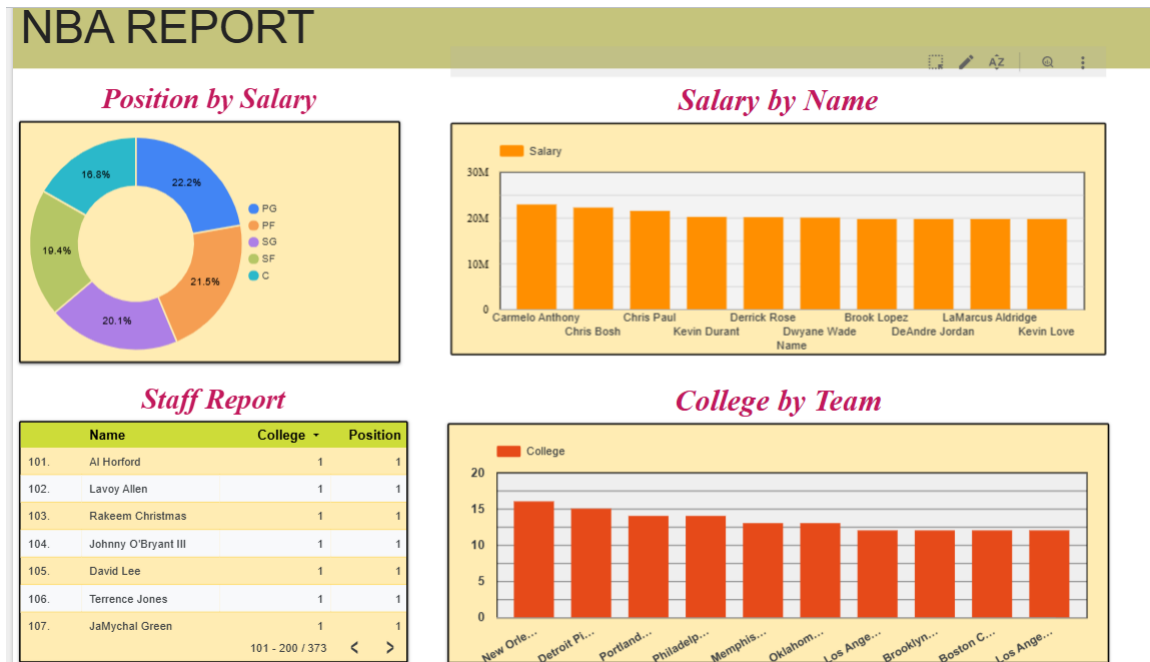 NBA REPORT
AZ
Position by Salary
16.8%
22.2%
19.4%
21.5%
20.1%
PG
PF
SG
SF
C
Salary by Name
Salary
30M
20M
10M
0
Carmelo Anthony Chris Paul Derrick Rose Brook Lopez LaMarcus Aldridge
Chris Bosh Kevin Durant Dwyane Wade DeAndre Jordan Kevin Love
Name
Staff Report
Name College Position
101. Al Horford 1 1
102. Lavoy Allen 1 1
103. Rakeem Christmas 1 1
104. Johnny O'Bryant III 1 1
105. David Lee 1 1
106. Terrence Jones 1 1
107. JaMychal Green 1 1
101 - 200 / 373 < >
College by Team
College
20
15
10
5
0
New Orle... Detroit Pi... Portland... Philadelp... Memphis... Oklahom... Los Ange... Brooklyn... Boston C... Los Ange...